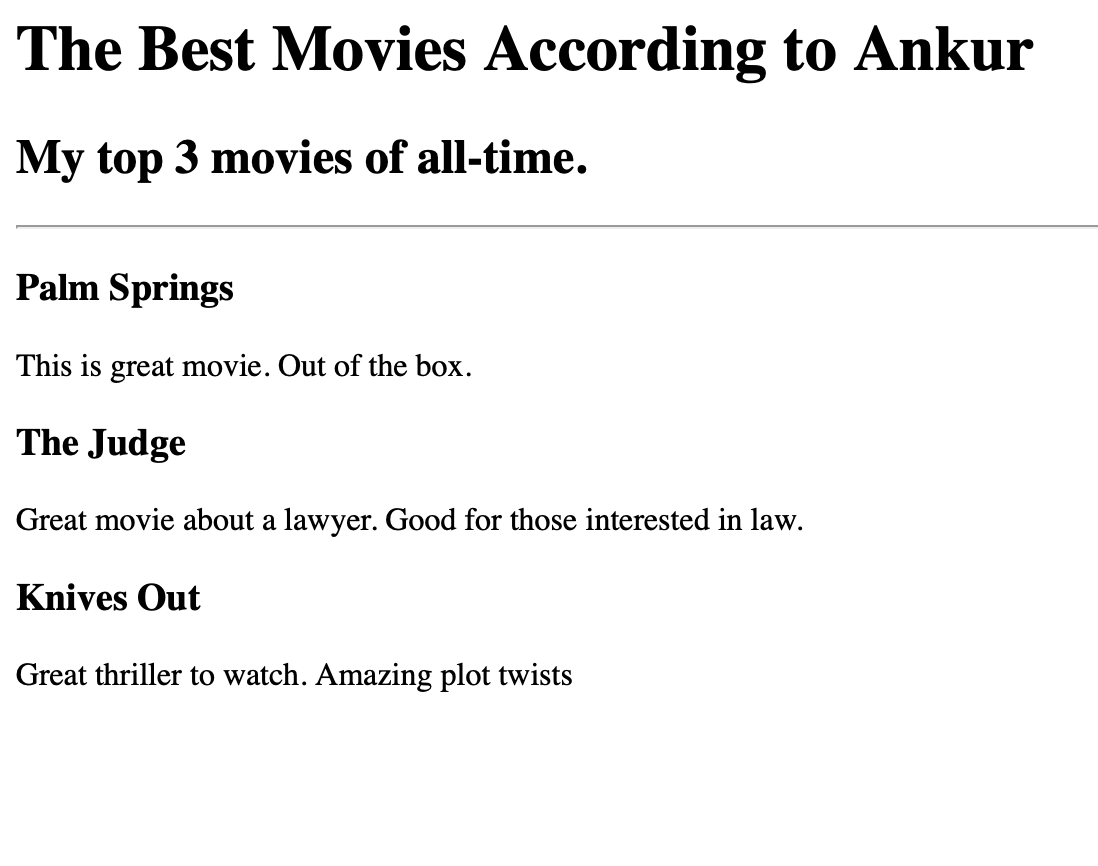 The Best Movies According to Ankur
My top 3 movies of all-time.
Palm Springs
This is great movie. Out of the box.
The Judge
Great movie about a lawyer. Good for those interested in law.
Knives Out
Great thriller to watch. Amazing plot twists